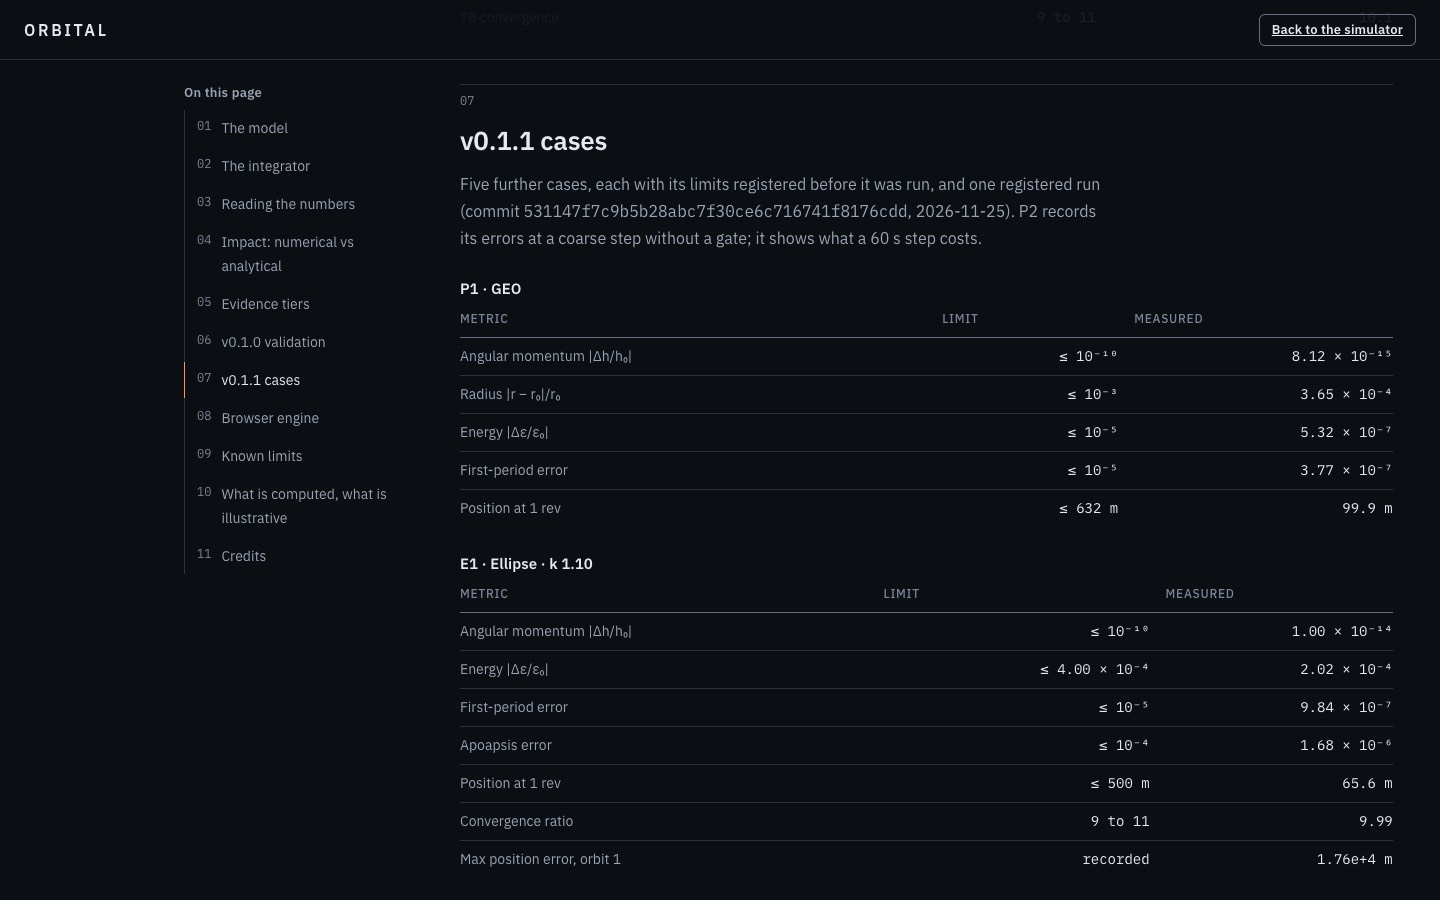 T8 convergence 9 to 11 10.1
ORBITAL
Back to the simulator
On this page
01 The model
02 The integrator
03 Reading the numbers
04 Impact: numerical vs
analytical
05 Evidence tiers
06 v0.1.0 validation
07 v0.1.1 cases
08 Browser engine
09 Known limits
10 What is computed, what is
illustrative
11 Credits
07
v0.1.1 cases
Five further cases, each with its limits registered before it was run, and one registered run
(commit 531147f7c9b5b28abc7f30ce6c716741f8176cdd, 2026-11-25). P2 records
its errors at a coarse step without a gate; it shows what a 60 s step costs.
P1 · GEO
METRIC LIMIT MEASURED
Angular momentum |Δh/h₀| ≤ 10⁻¹⁰ 8.12 × 10⁻¹⁵
Radius |r − r₀|/r₀ ≤ 10⁻³ 3.65 × 10⁻⁴
Energy |Δε/ε₀| ≤ 10⁻⁵ 5.32 × 10⁻⁷
First-period error ≤ 10⁻⁵ 3.77 × 10⁻⁷
Position at 1 rev ≤ 632 m 99.9 m
E1 · Ellipse · k 1.10
METRIC LIMIT MEASURED
Angular momentum |Δh/h₀| ≤ 10⁻¹⁰ 1.00 × 10⁻¹⁴
Energy |Δε/ε₀| ≤ 4.00 × 10⁻⁴ 2.02 × 10⁻⁴
First-period error ≤ 10⁻⁵ 9.84 × 10⁻⁷
Apoapsis error ≤ 10⁻⁴ 1.68 × 10⁻⁶
Position at 1 rev ≤ 500 m 65.6 m
Convergence ratio 9 to 11 9.99
Max position error, orbit 1 recorded 1.76e+4 m